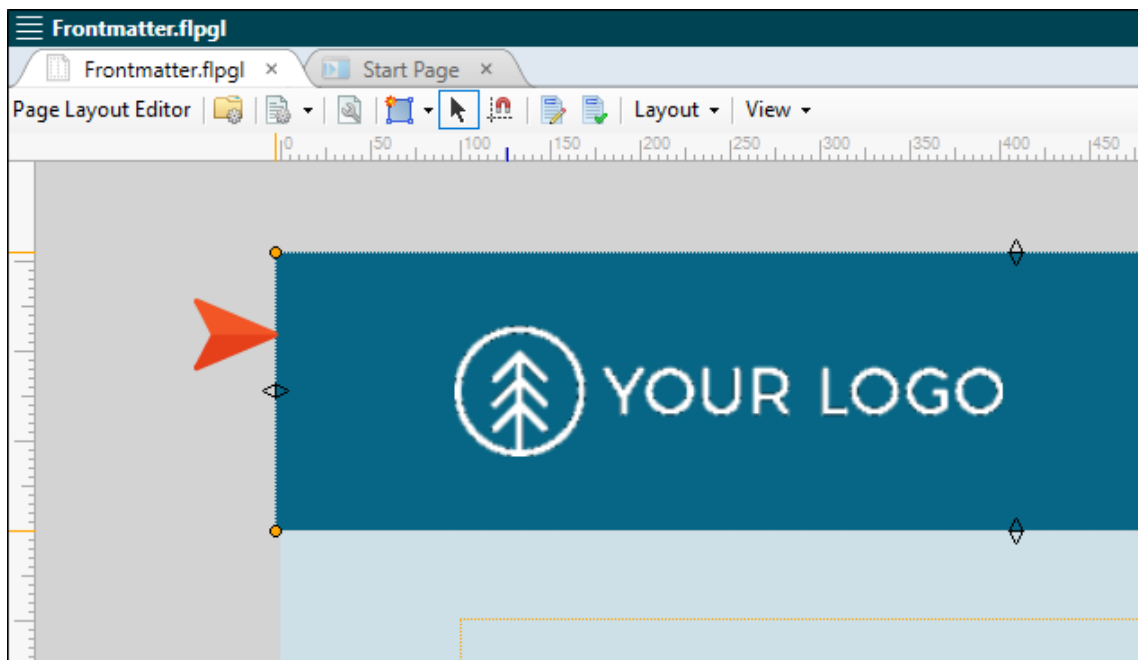 Frontmatter.flpgl
Frontmatter.flpgl × Start Page ×
Page Layout Editor Layout View
0 50 100 150 200 250 300 350 400 450
YOUR LOGO